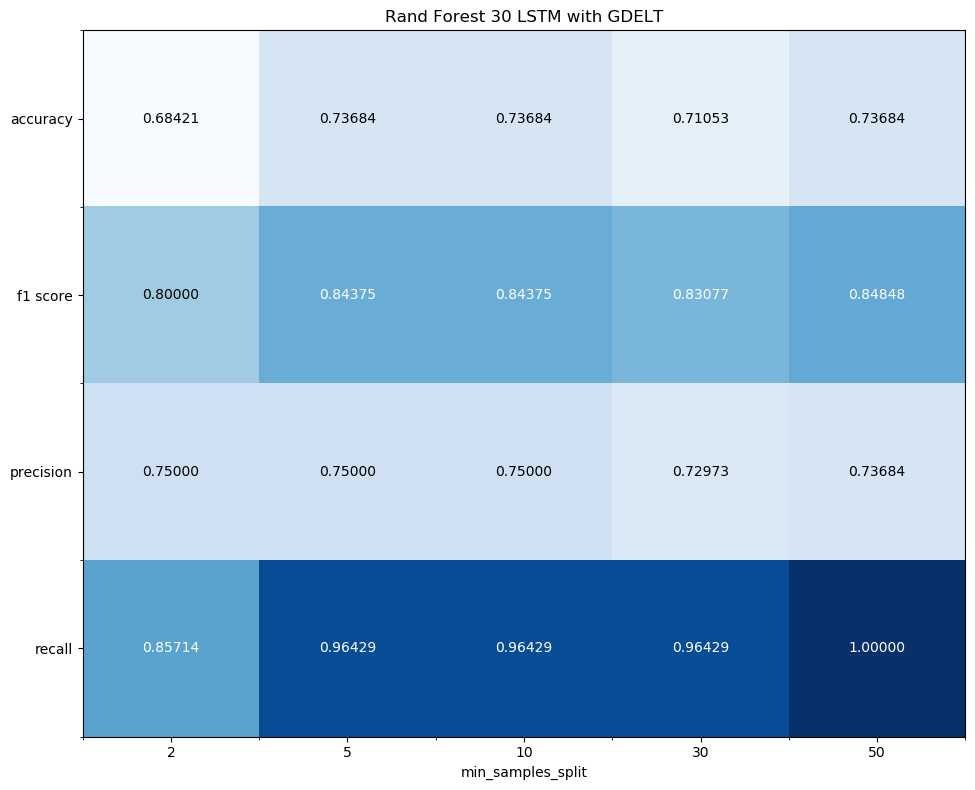 Rand Forest 30 LSTM with GDELT
accuracy 0.68421 0.73684 0.73684 0.71053 0.73684
f1 score 0.80000 0.84375 0.84375 0.83077 0.84848
precision 0.75000 0.75000 0.75000 0.72973 0.73684
recall 0.85714 0.96429 0.96429 0.96429 1.00000
2 5 10 30 50
min_samples_split